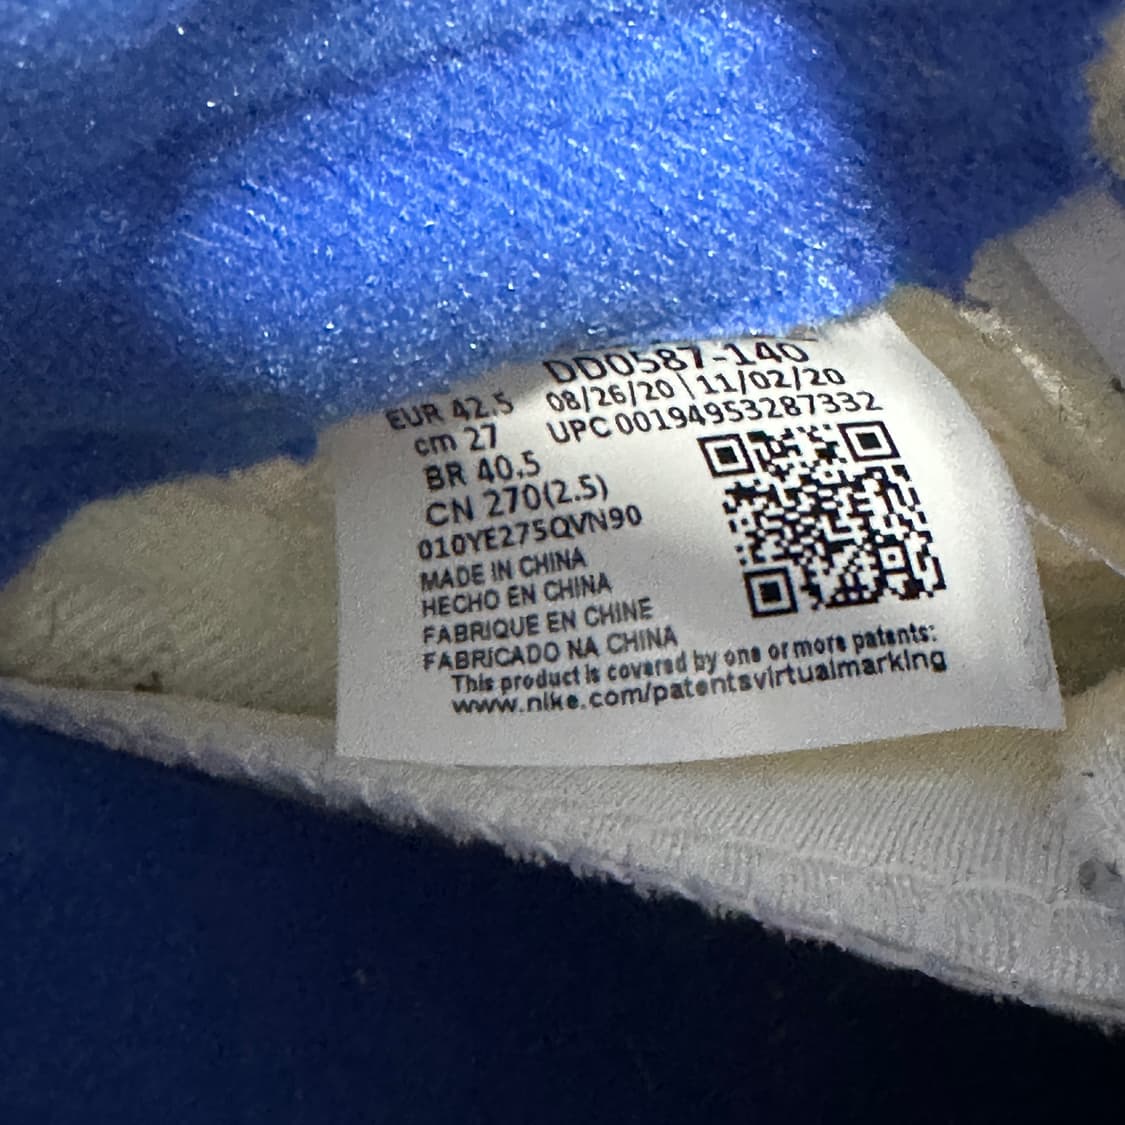 DD0587-140
EUR 42.5 08/26/20 \ 11/02/20
cm 27 UPC 00194953287332
BR 40.5
CN 270(2.5)
010YE275QVN90
MADE IN CHINA
HECHO EN CHINA
FABRIQUE EN CHINE
FABRICADO NA CHINA
This product is covered by one or more patents:
www.nike.com/patentsvirtualmarking